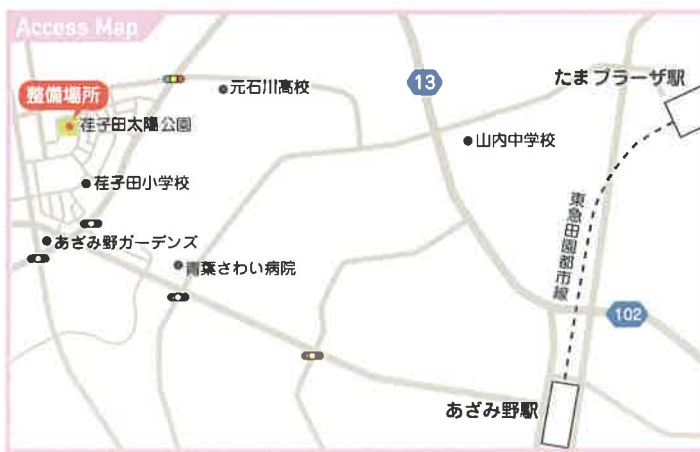 Access Map
整備場所
荏子田太陽公園
元石川高校
13
たまプラーザ駅
山内中学校
荏子田小学校
あざみ野ガーデンズ
青葉さわい病院
東急田園都市線
102
あざみ野駅